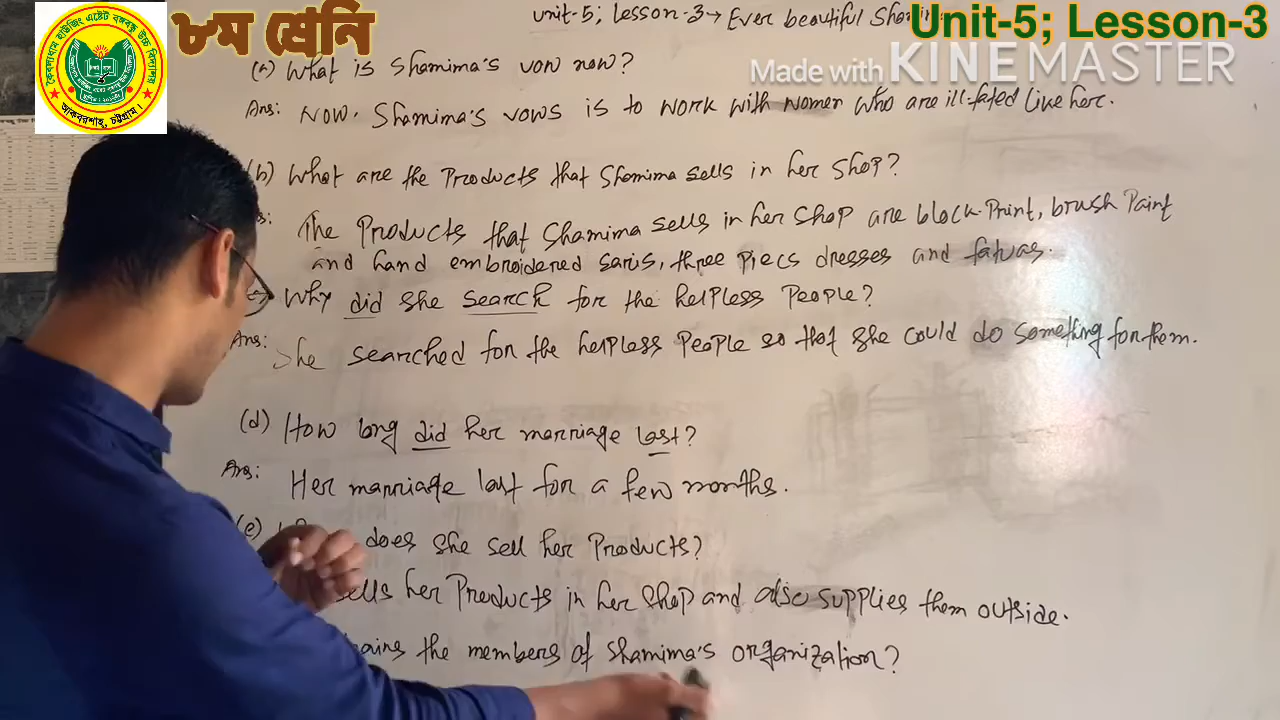 ৮ম শ্রেনি
unit-5; Lesson-3→ Ever beautiful
Unit-5; Lesson-3
Made with KINEMASTER
আকবরশাহ, চট্টগ্রাম।
(a) What is Shamima's vow now?
Ans: Now, Shamima's vows is to work with women who are ill-fated like her.
(b) What are the Products that Shamima sells in her shop?
The Products that Shamima sells in her shop are block-Print, brush Paint
and hand embroidered saris, three Piecs dresses and fatuas.
Why did she search for the helpless People?
Ans: She searched for the helpless People so that she could do something for them.
(d) How long did her marriage last?
Ans: Her marriage last for a few months.
(e) does she sell her Products?
her Products in her shop and also supplies them outside.
the members of Shamima's organization?